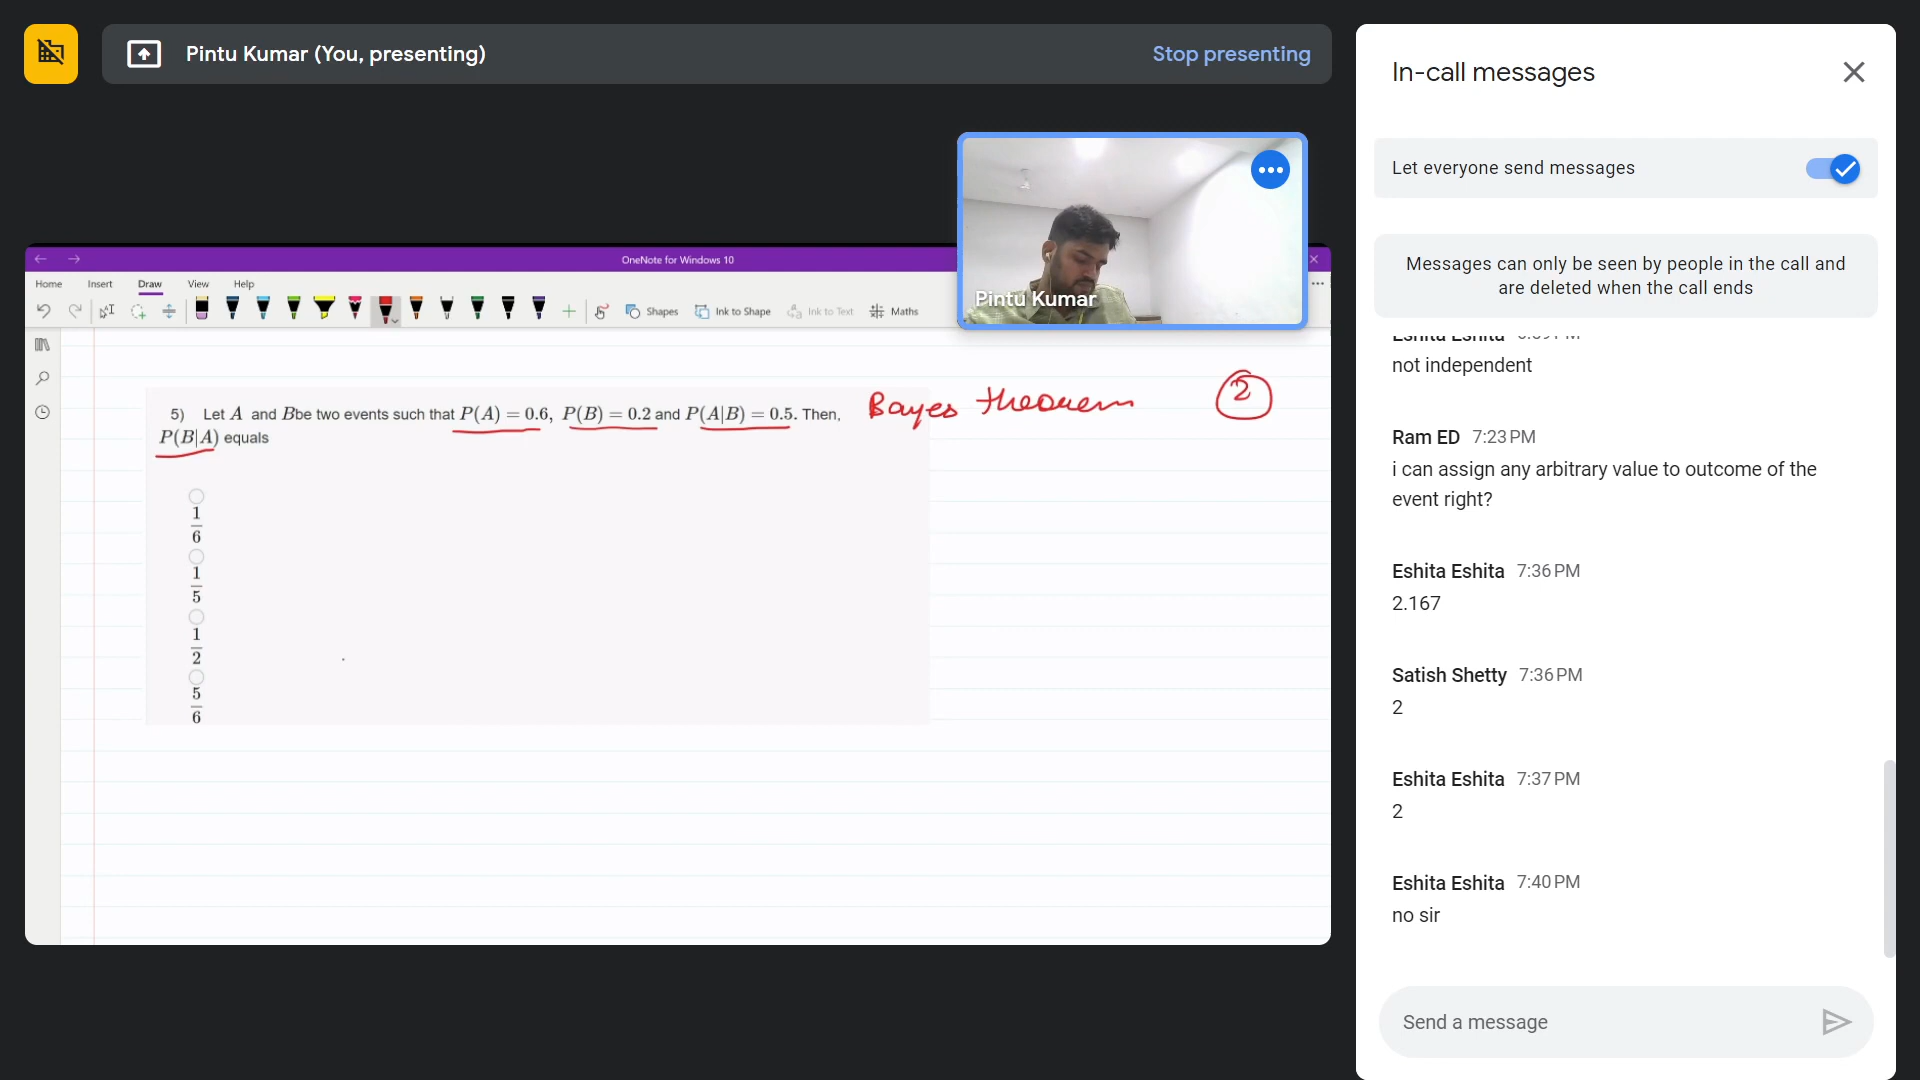 Pintu Kumar (You, presenting)
Stop presenting
OneNote for Windows 10
Home Insert Draw View Help
Shapes Ink to Shape Ink to Text Maths
Pintu Kumar
5) Let A and Bbe two events such that P(A) = 0.6, P(B) = 0.2 and P(A|B) = 0.5. Then,
P(B|A) equals
1/6
1/5
1/2
5/6
Bayes theorem
2
In-call messages
Let everyone send messages
Messages can only be seen by people in the call and
are deleted when the call ends
not independent
Ram ED 7:23 PM
i can assign any arbitrary value to outcome of the
event right?
Eshita Eshita 7:36 PM
2.167
Satish Shetty 7:36 PM
2
Eshita Eshita 7:37 PM
2
Eshita Eshita 7:40 PM
no sir
Send a message